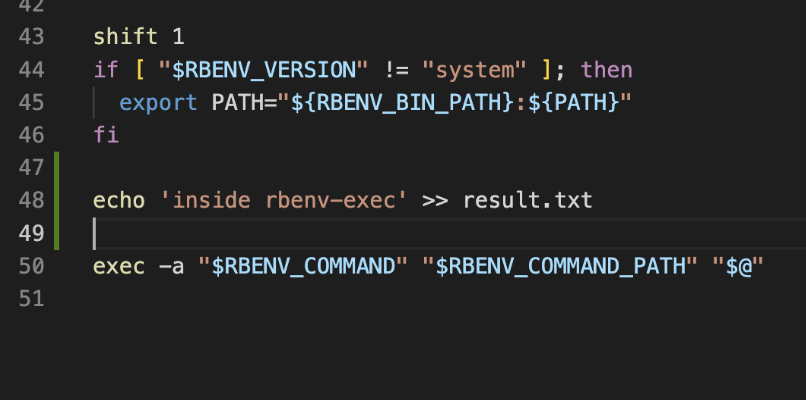 42
43 shift 1
44 if [ "$RBENV_VERSION" != "system" ]; then
45   export PATH="${RBENV_BIN_PATH}:${PATH}"
46 fi
47
48 echo 'inside rbenv-exec' >> result.txt
49
50 exec -a "$RBENV_COMMAND" "$RBENV_COMMAND_PATH" "$@"
51